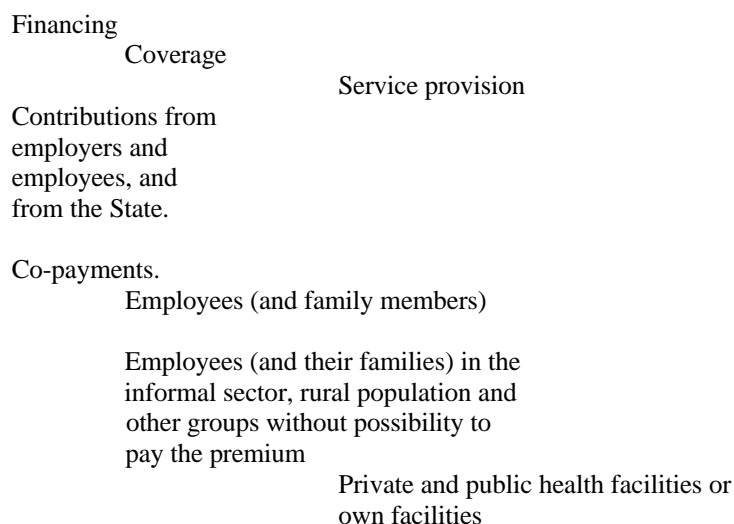 Financing
Coverage
Service provision
Contributions from
employers and
employees, and
from the State.
Co-payments.
Employees (and family members)
Employees (and their families) in the
informal sector, rural population and
other groups without possibility to
pay the premium
Private and public health facilities or
own facilities